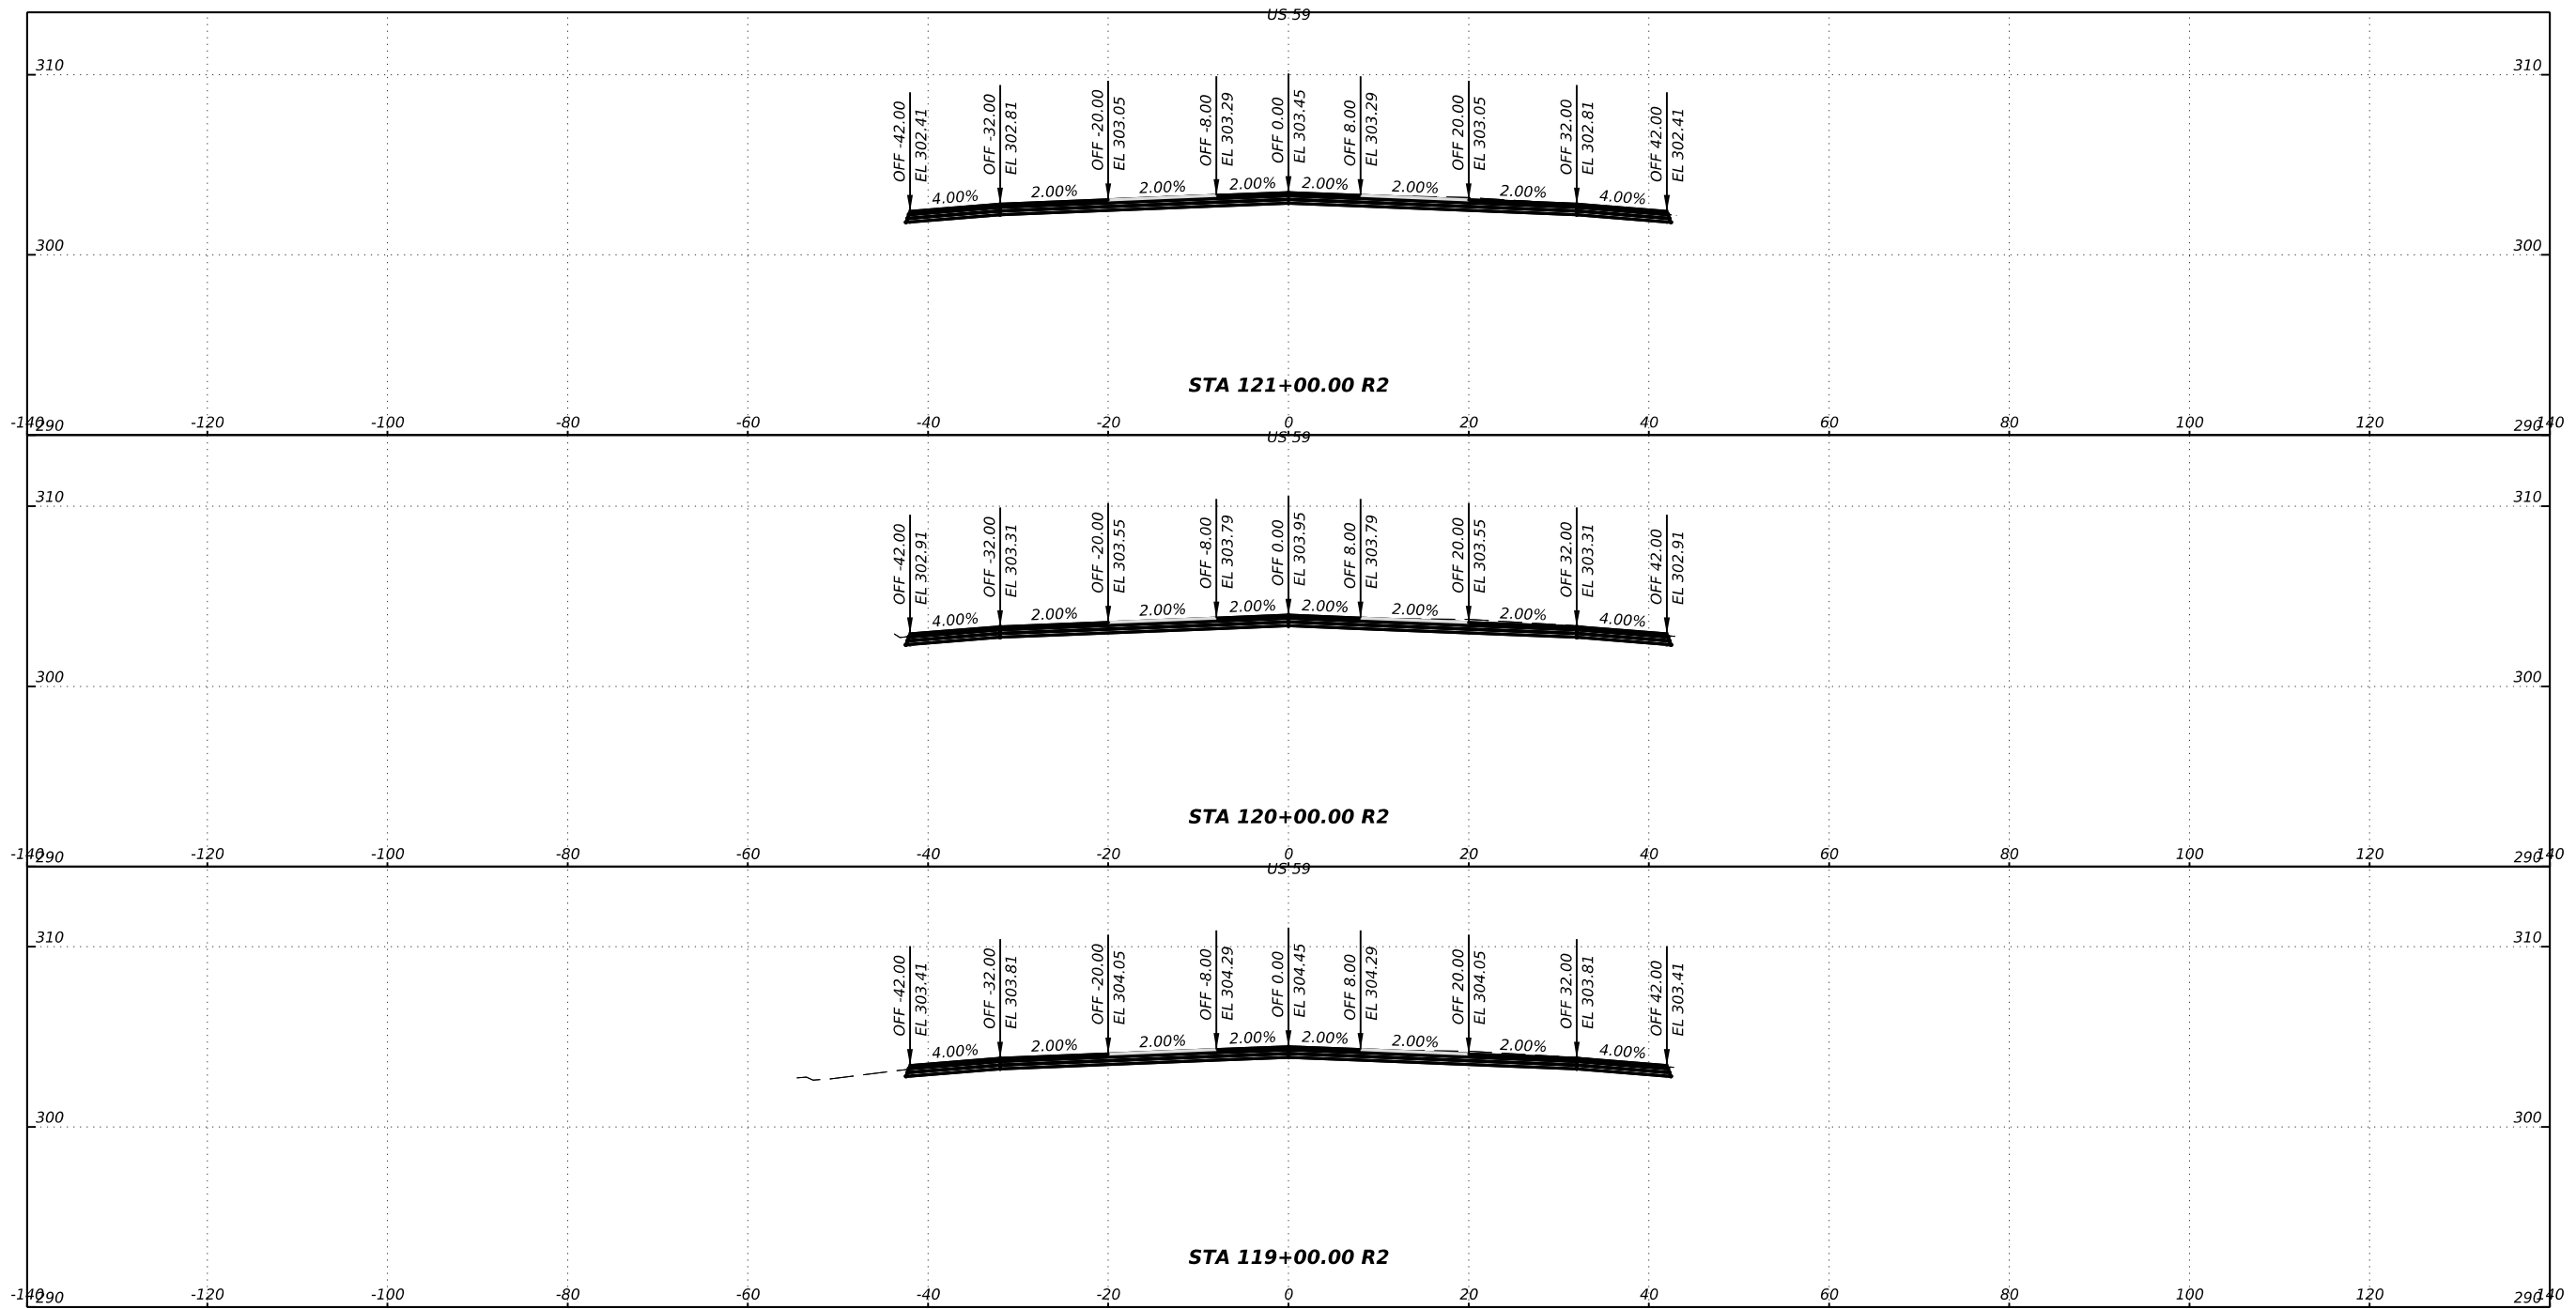 US 59
310 310
OFF -42.00 EL 302.41
OFF -32.00 EL 302.81
OFF -20.00 EL 303.05
OFF -8.00 EL 303.29
OFF 0.00 EL 303.45
OFF 8.00 EL 303.29
OFF 20.00 EL 303.05
OFF 32.00 EL 302.81
OFF 42.00 EL 302.41
4.00% 2.00% 2.00% 2.00% 2.00% 2.00% 2.00% 4.00%
300 300
STA 121+00.00 R2
290 290
-140 -120 -100 -80 -60 -40 -20 0 20 40 60 80 100 120 140
US 59
310 310
OFF -42.00 EL 302.91
OFF -32.00 EL 303.31
OFF -20.00 EL 303.55
OFF -8.00 EL 303.79
OFF 0.00 EL 303.95
OFF 8.00 EL 303.79
OFF 20.00 EL 303.55
OFF 32.00 EL 303.31
OFF 42.00 EL 302.91
4.00% 2.00% 2.00% 2.00% 2.00% 2.00% 2.00% 4.00%
300 300
STA 120+00.00 R2
290 290
-140 -120 -100 -80 -60 -40 -20 0 20 40 60 80 100 120 140
US 59
310 310
OFF -42.00 EL 303.41
OFF -32.00 EL 303.81
OFF -20.00 EL 304.05
OFF -8.00 EL 304.29
OFF 0.00 EL 304.45
OFF 8.00 EL 304.29
OFF 20.00 EL 304.05
OFF 32.00 EL 303.81
OFF 42.00 EL 303.41
4.00% 2.00% 2.00% 2.00% 2.00% 2.00% 2.00% 4.00%
300 300
STA 119+00.00 R2
290 290
-140 -120 -100 -80 -60 -40 -20 0 20 40 60 80 100 120 140